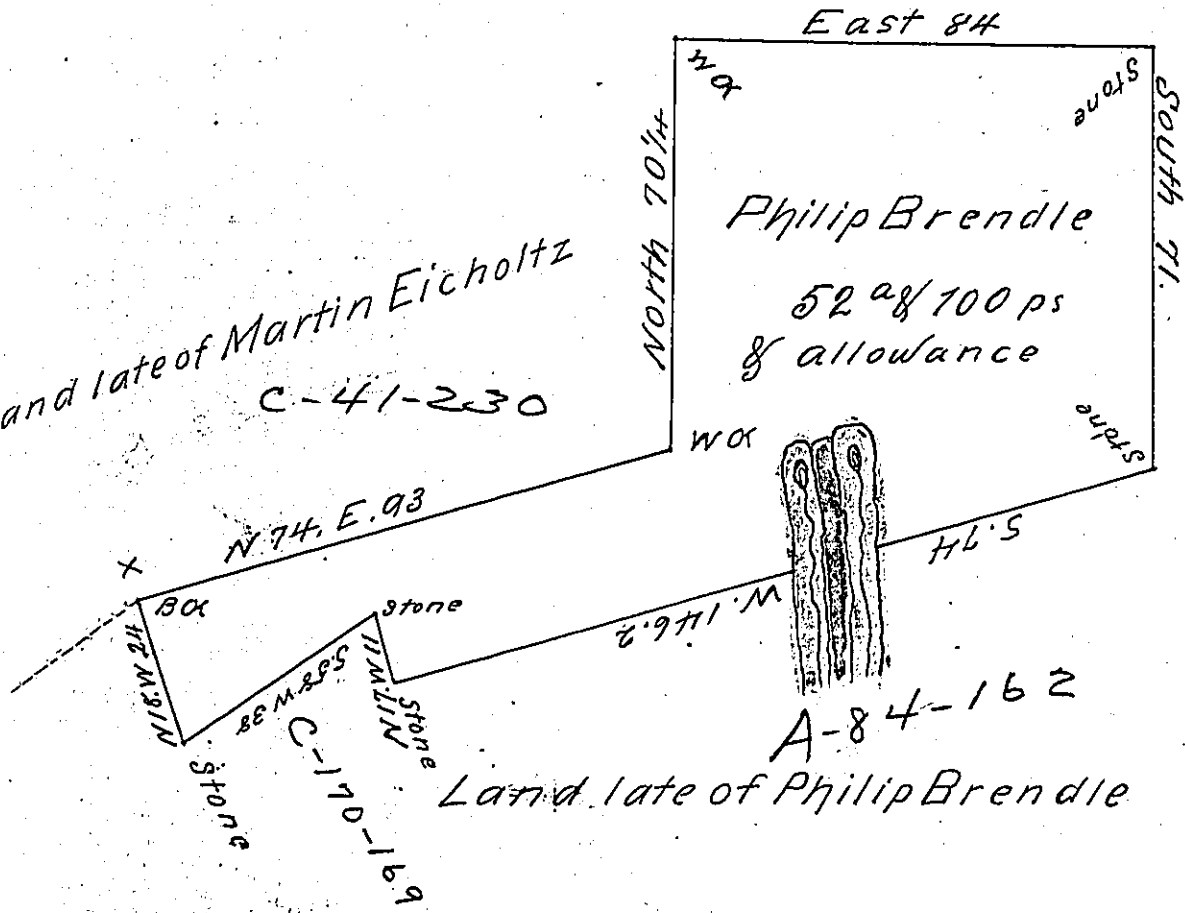 East 84
North 70¼
South 71.
Stone
Philip Brendle
52 a & 100 ps
& allowance
and late of Martin Eicholtz
C-41-230
W O
Stone
N 74. E. 93
S. 74
W. 146.2
X
B O
Stone
N 18. W 24
S. 58 W 38
N 17. W 11
Stone
Stone
C-170-169
A-84-162
Land late of Philip Brendle